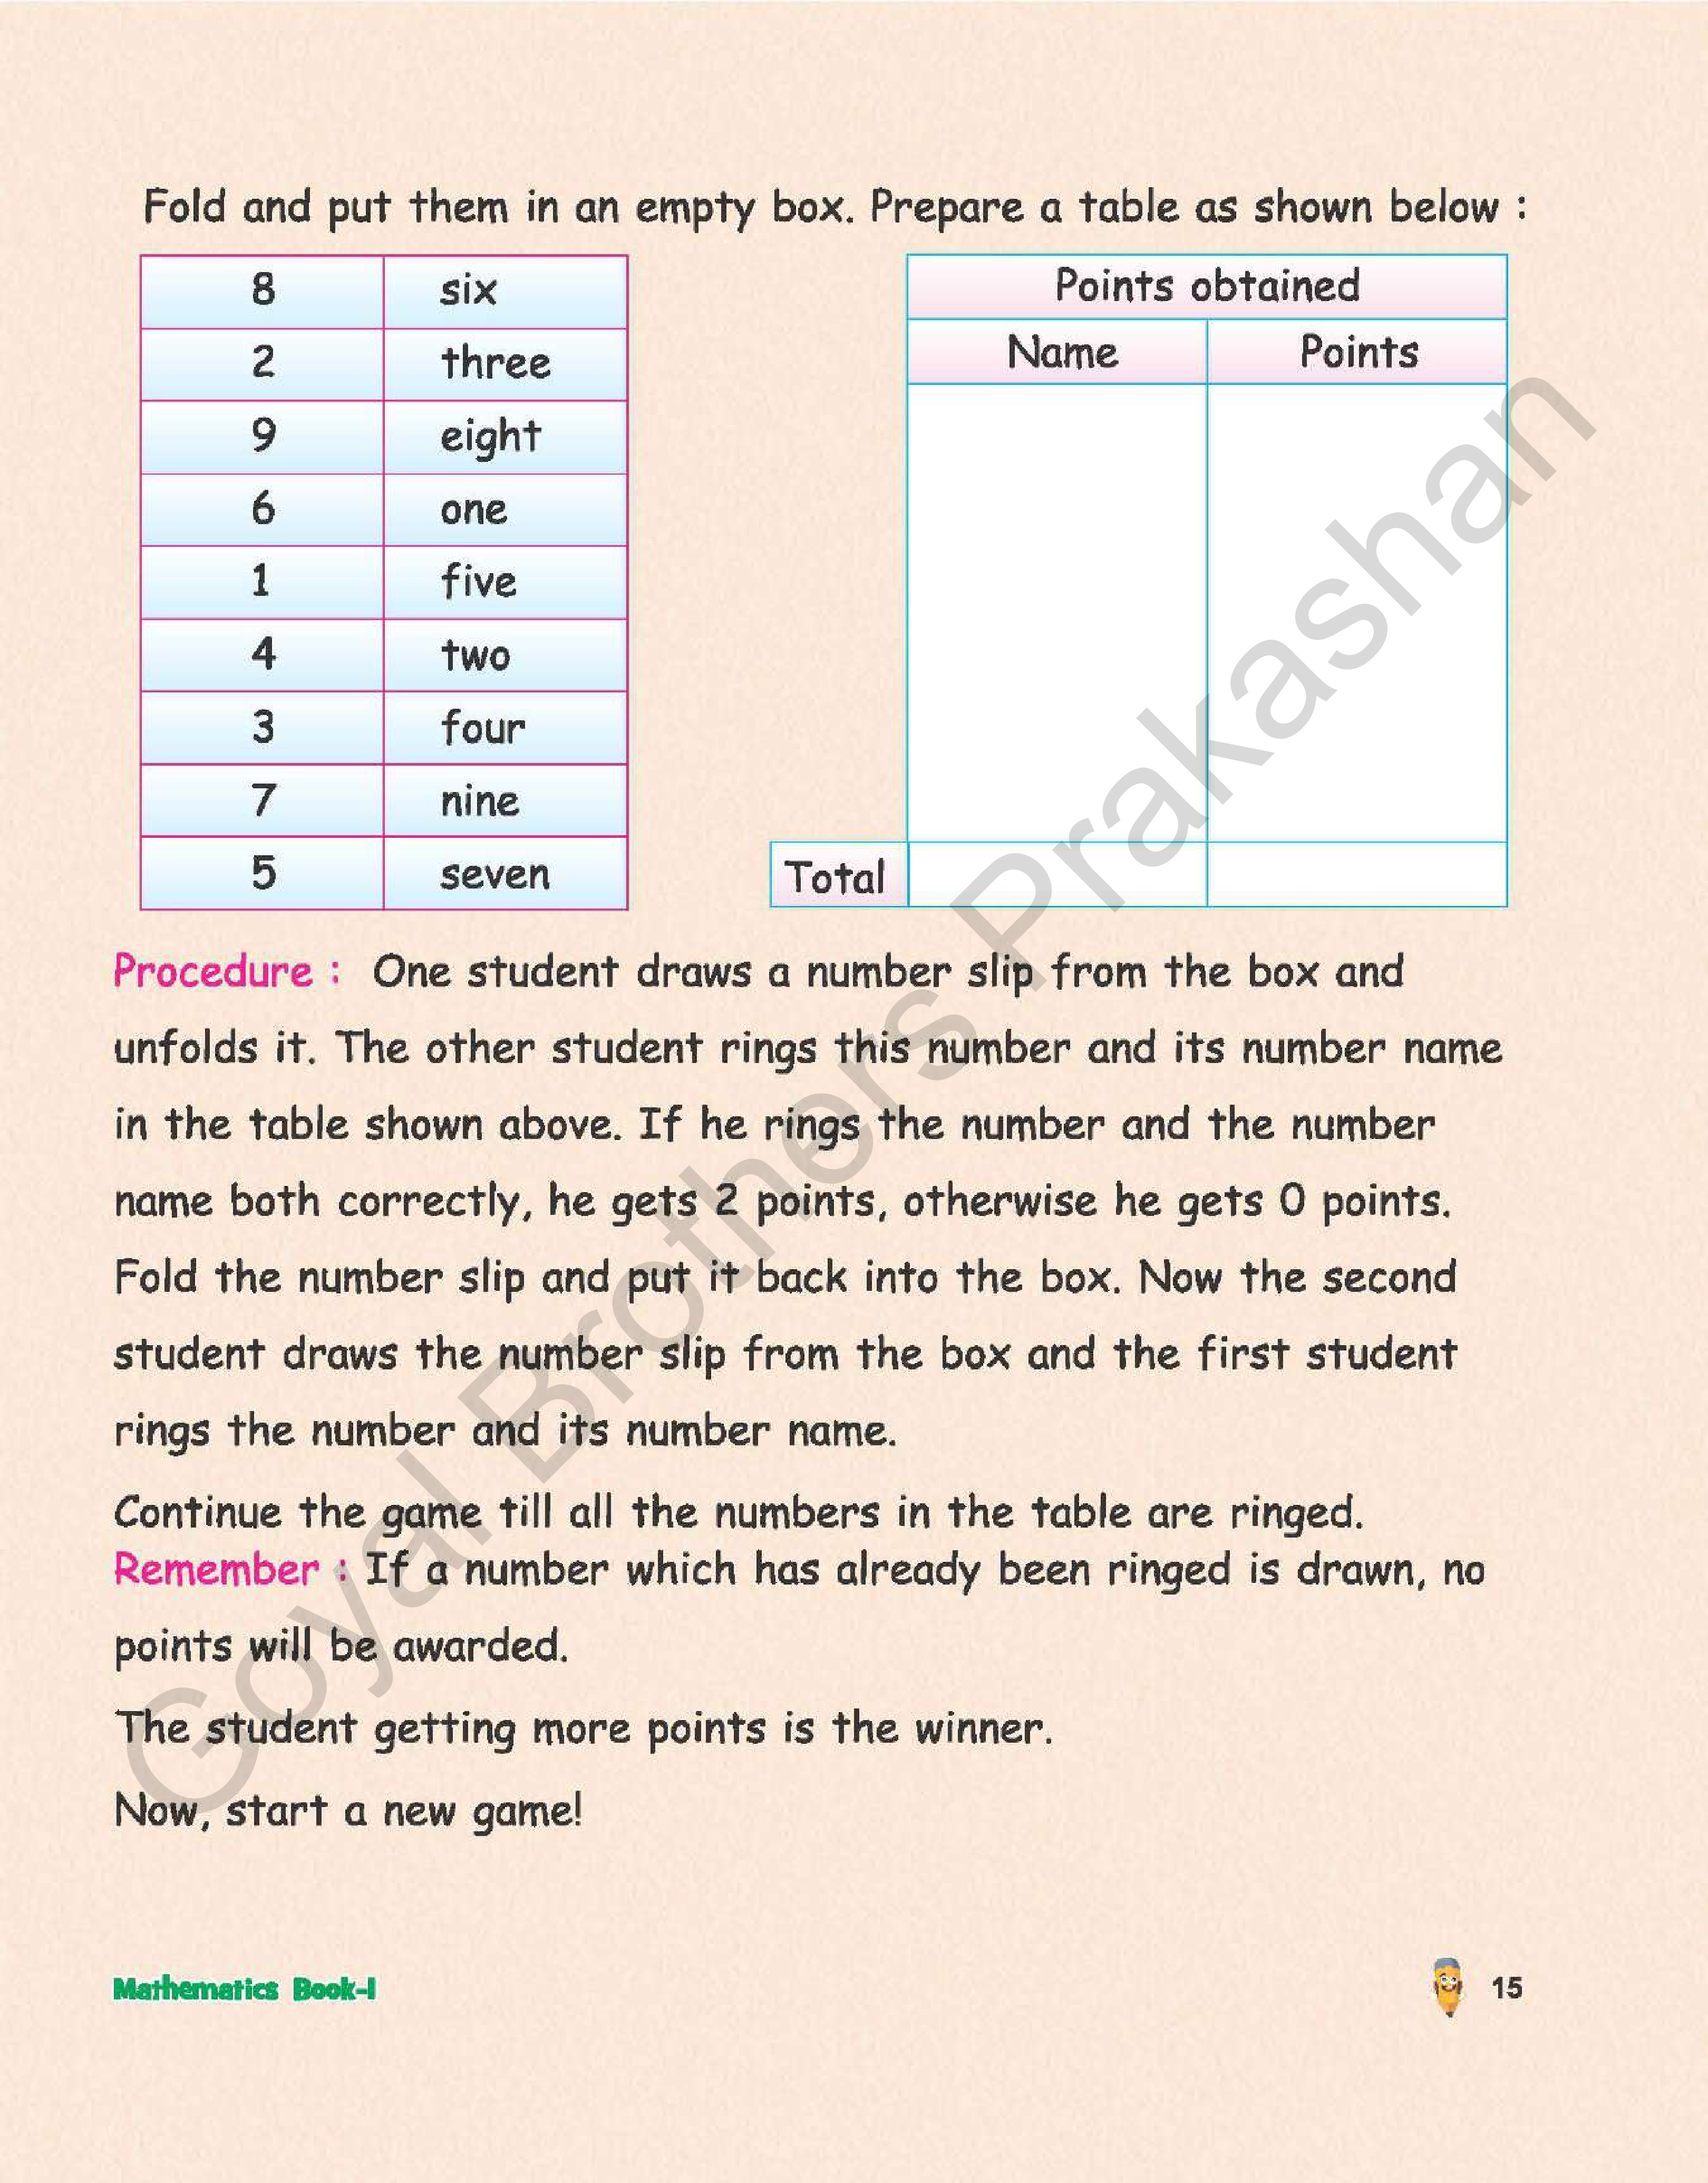 Fold and put them in an empty box. Prepare a table as shown below :
8 six
2 three
9 eight
6 one
1 five
4 two
3 four
7 nine
5 seven
Points obtained
Name Points
Total
Procedure : One student draws a number slip from the box and
unfolds it. The other student rings this number and its number name
in the table shown above. If he rings the number and the number
name both correctly, he gets 2 points, otherwise he gets 0 points.
Fold the number slip and put it back into the box. Now the second
student draws the number slip from the box and the first student
rings the number and its number name.
Continue the game till all the numbers in the table are ringed.
Remember : If a number which has already been ringed is drawn, no
points will be awarded.
The student getting more points is the winner.
Now, start a new game!
Mathematics Book-I
15
Goyal Brothers Prakashan